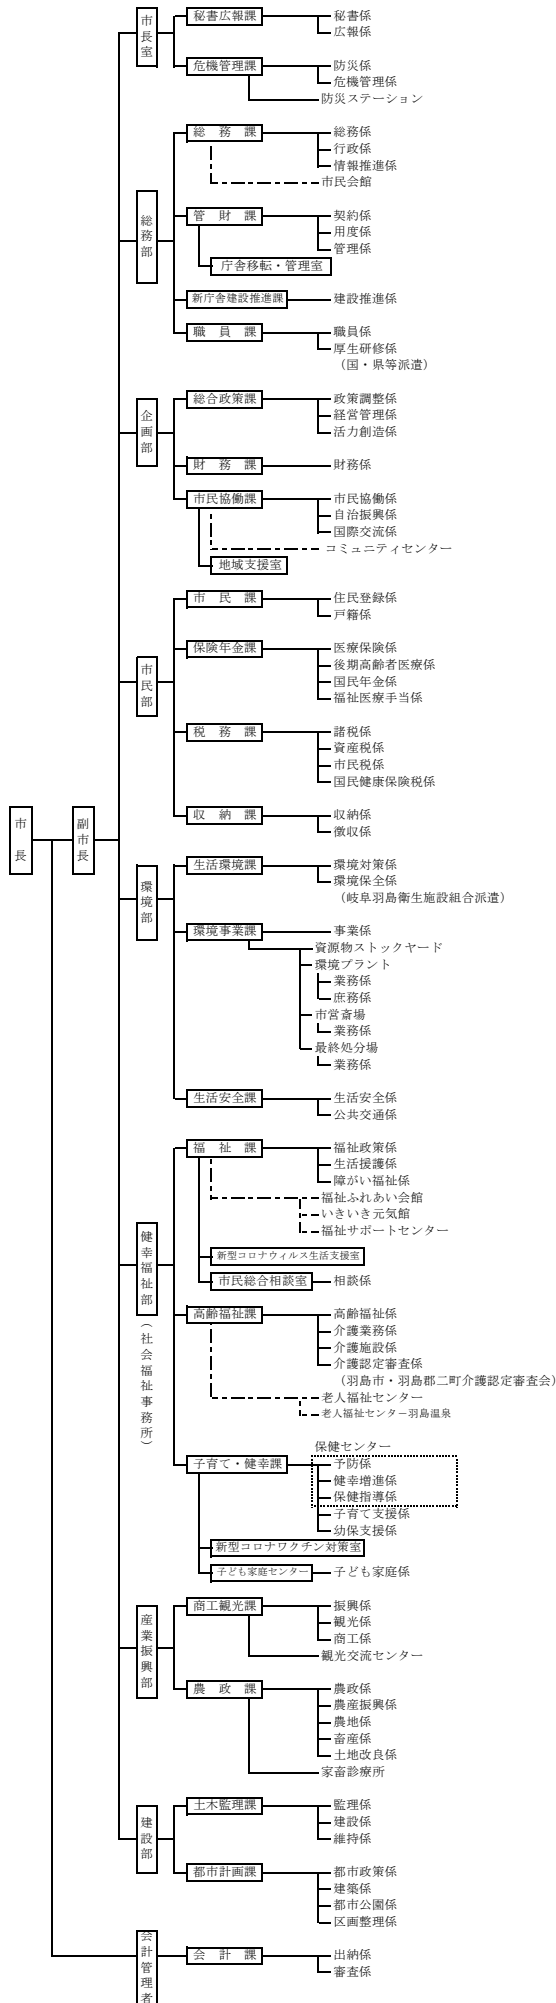 市長
副市長
市長室
秘書広報課
秘書係
広報係
危機管理課
防災係
危機管理係
防災ステーション
総務部
総務課
総務係
行政係
情報推進係
市民会館
管財課
契約係
用度係
管理係
庁舎移転・管理室
新庁舎建設推進課
建設推進係
職員課
職員係
厚生研修係
（国・県等派遣）
企画部
総合政策課
政策調整係
経営管理係
活力創造係
財務課
財務係
市民協働課
市民協働係
自治振興係
国際交流係
コミュニティセンター
地域支援室
市民部
市民課
住民登録係
戸籍係
保険年金課
医療保険係
後期高齢者医療係
国民年金係
福祉医療手当係
税務課
諸税係
資産税係
市民税係
国民健康保険税係
収納課
収納係
徴収係
環境部
生活環境課
環境対策係
環境保全係
（岐阜羽島衛生施設組合派遣）
環境事業課
事業係
資源物ストックヤード
環境プラント
業務係
庶務係
市営斎場
業務係
最終処分場
業務係
生活安全課
生活安全係
公共交通係
健幸福祉部（社会福祉事務所）
福祉課
福祉政策係
生活援護係
障がい福祉係
福祉ふれあい会館
いきいき元気館
福祉サポートセンター
新型コロナウィルス生活支援室
市民総合相談室
相談係
高齢福祉課
高齢福祉係
介護業務係
介護施設係
介護認定審査係
（羽島市・羽島郡二町介護認定審査会）
老人福祉センター
老人福祉センター羽島温泉
保健センター
子育て・健幸課
予防係
健幸増進係
保健指導係
子育て支援係
幼保支援係
新型コロナワクチン対策室
子ども家庭センター
子ども家庭係
産業振興部
商工観光課
振興係
観光係
商工係
観光交流センター
農政課
農政係
農産振興係
農地係
畜産係
土地改良係
家畜診療所
建設部
土木監理課
監理係
建設係
維持係
都市計画課
都市政策係
建築係
都市公園係
区画整理係
会計管理者
会計課
出納係
審査係